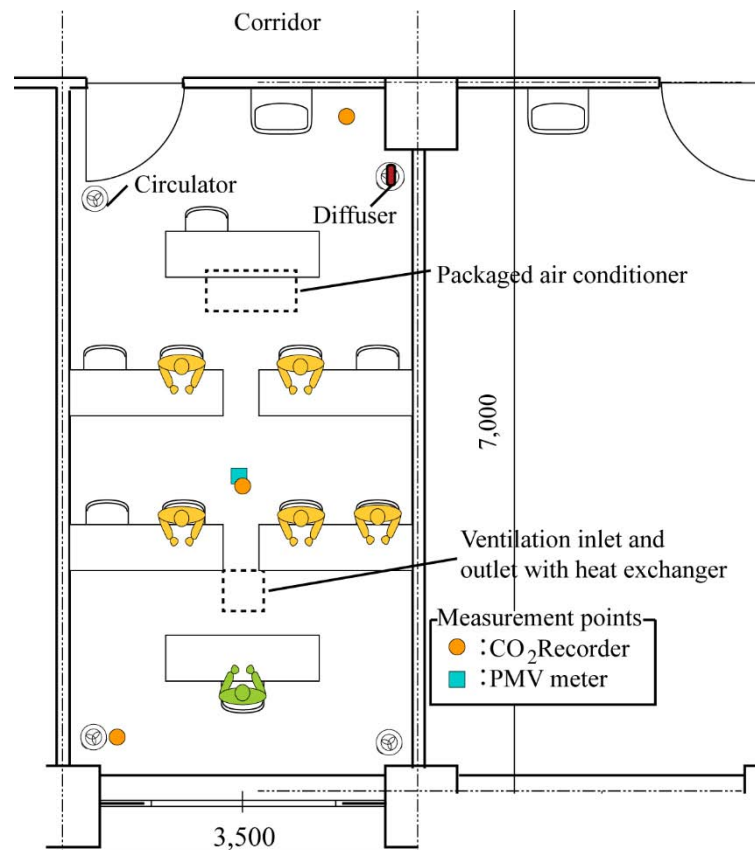 Corridor
Circulator
Diffuser
Packaged air conditioner
7,000
Ventilation inlet and
outlet with heat exchanger
Measurement points
:CO₂Recorder
:PMV meter
3,500